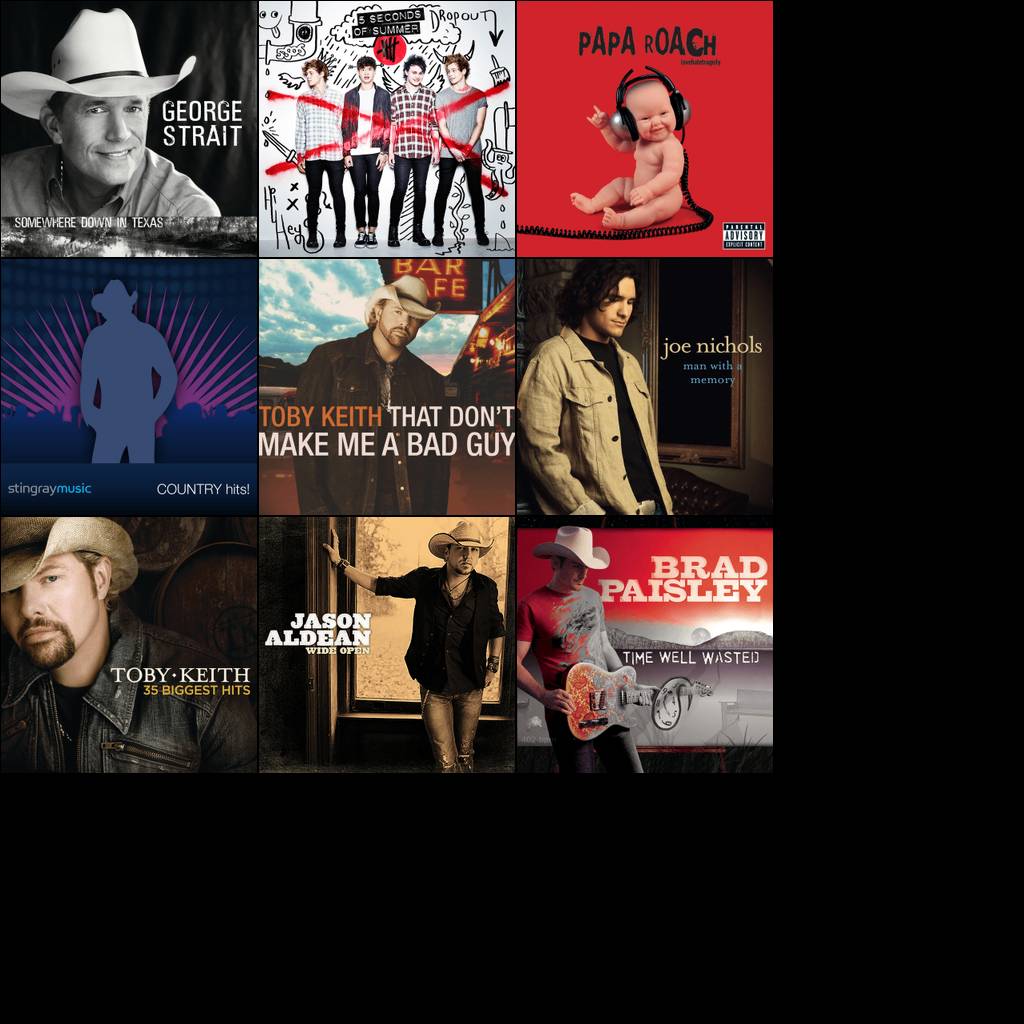 GEORGE
STRAIT
SOMEWHERE DOWN IN TEXAS
5 SECONDS
OF SUMMER
DROPOUT
Hey
PAPA ROACH
lovehatetragedy
PARENTAL
ADVISORY
EXPLICIT CONTENT
stingraymusic
COUNTRY hits!
BAR
AFE
TOBY KEITH THAT DON'T
MAKE ME A BAD GUY
joe nichols
man with a
memory
TOBY·KEITH
35 BIGGEST HITS
JASON
ALDEAN
WIDE OPEN
BRAD
PAISLEY
TIME WELL WASTED